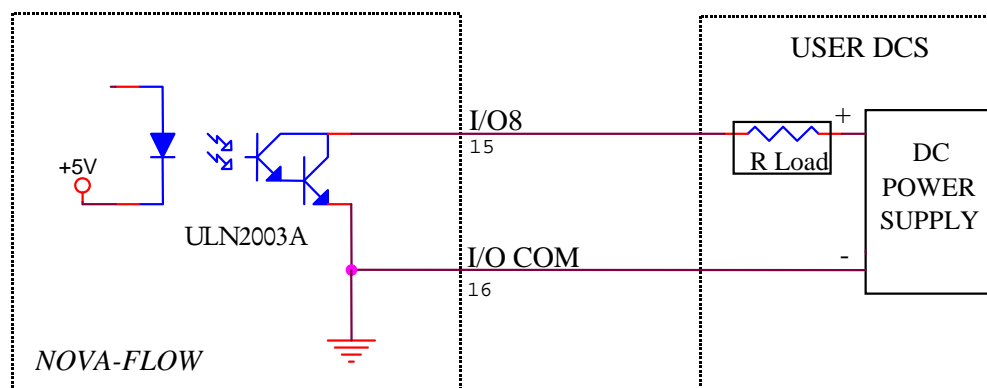 USER DCS
I/O8
15
+
R Load
DC
POWER
SUPPLY
+5V
ULN2003A
I/O COM
16
-
NOVA-FLOW